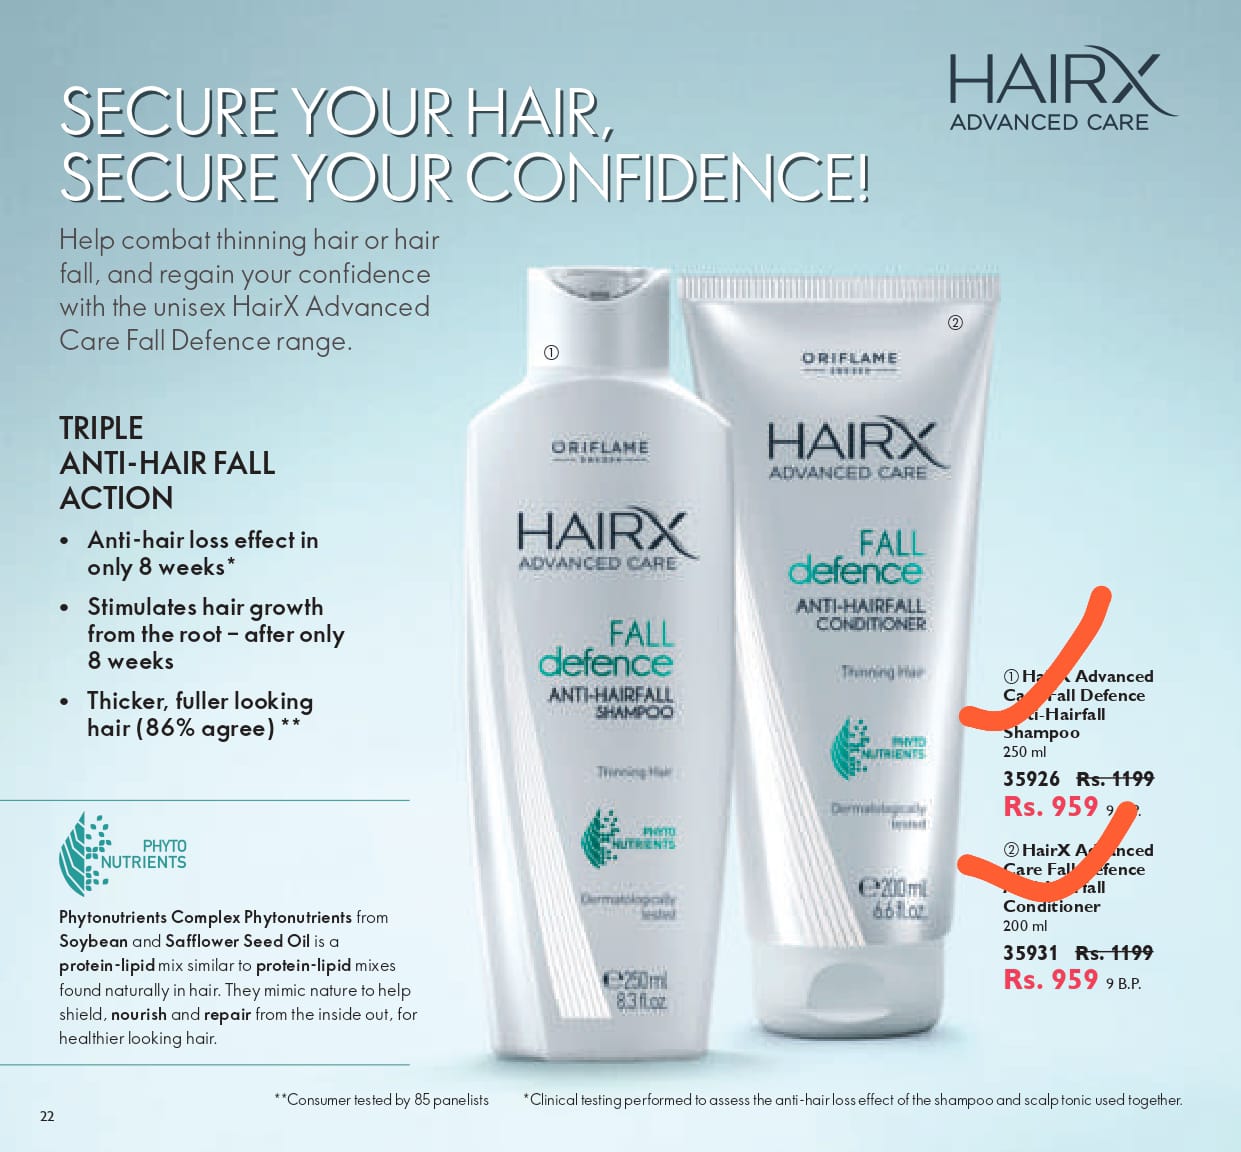 HAIRX
ADVANCED CARE
SECURE YOUR HAIR,
SECURE YOUR CONFIDENCE!
Help combat thinning hair or hair
fall, and regain your confidence
with the unisex HairX Advanced
Care Fall Defence range.
TRIPLE
ANTI-HAIR FALL
ACTION
• Anti-hair loss effect in
only 8 weeks*
• Stimulates hair growth
from the root – after only
8 weeks
• Thicker, fuller looking
hair (86% agree) **
PHYTO
NUTRIENTS
Phytonutrients Complex Phytonutrients from
Soybean and Safflower Seed Oil is a
protein-lipid mix similar to protein-lipid mixes
found naturally in hair. They mimic nature to help
shield, nourish and repair from the inside out, for
healthier looking hair.
①
ORIFLAME
SWEDEN
HAIRX
ADVANCED CARE
FALL
defence
ANTI-HAIRFALL
SHAMPOO
Thinning Hair
PHYTO
NUTRIENTS
Dermatologically
tested
℮250ml
8.3 fl.oz.
②
ORIFLAME
SWEDEN
HAIRX
ADVANCED CARE
FALL
defence
ANTI-HAIRFALL
CONDITIONER
Thinning Hair
PHYTO
NUTRIENTS
Dermatologically
tested
℮200ml
6.6 fl.oz.
① Advanced
Fall Defence
Shampoo
250 ml
35926 Rs. 1199
Rs. 959 9
② HairX
Care
Conditioner
200 ml
35931 Rs. 1199
Rs. 959 9 B.P.
**Consumer tested by 85 panelists *Clinical testing performed to assess the anti-hair loss effect of the shampoo and scalp tonic used together.
22